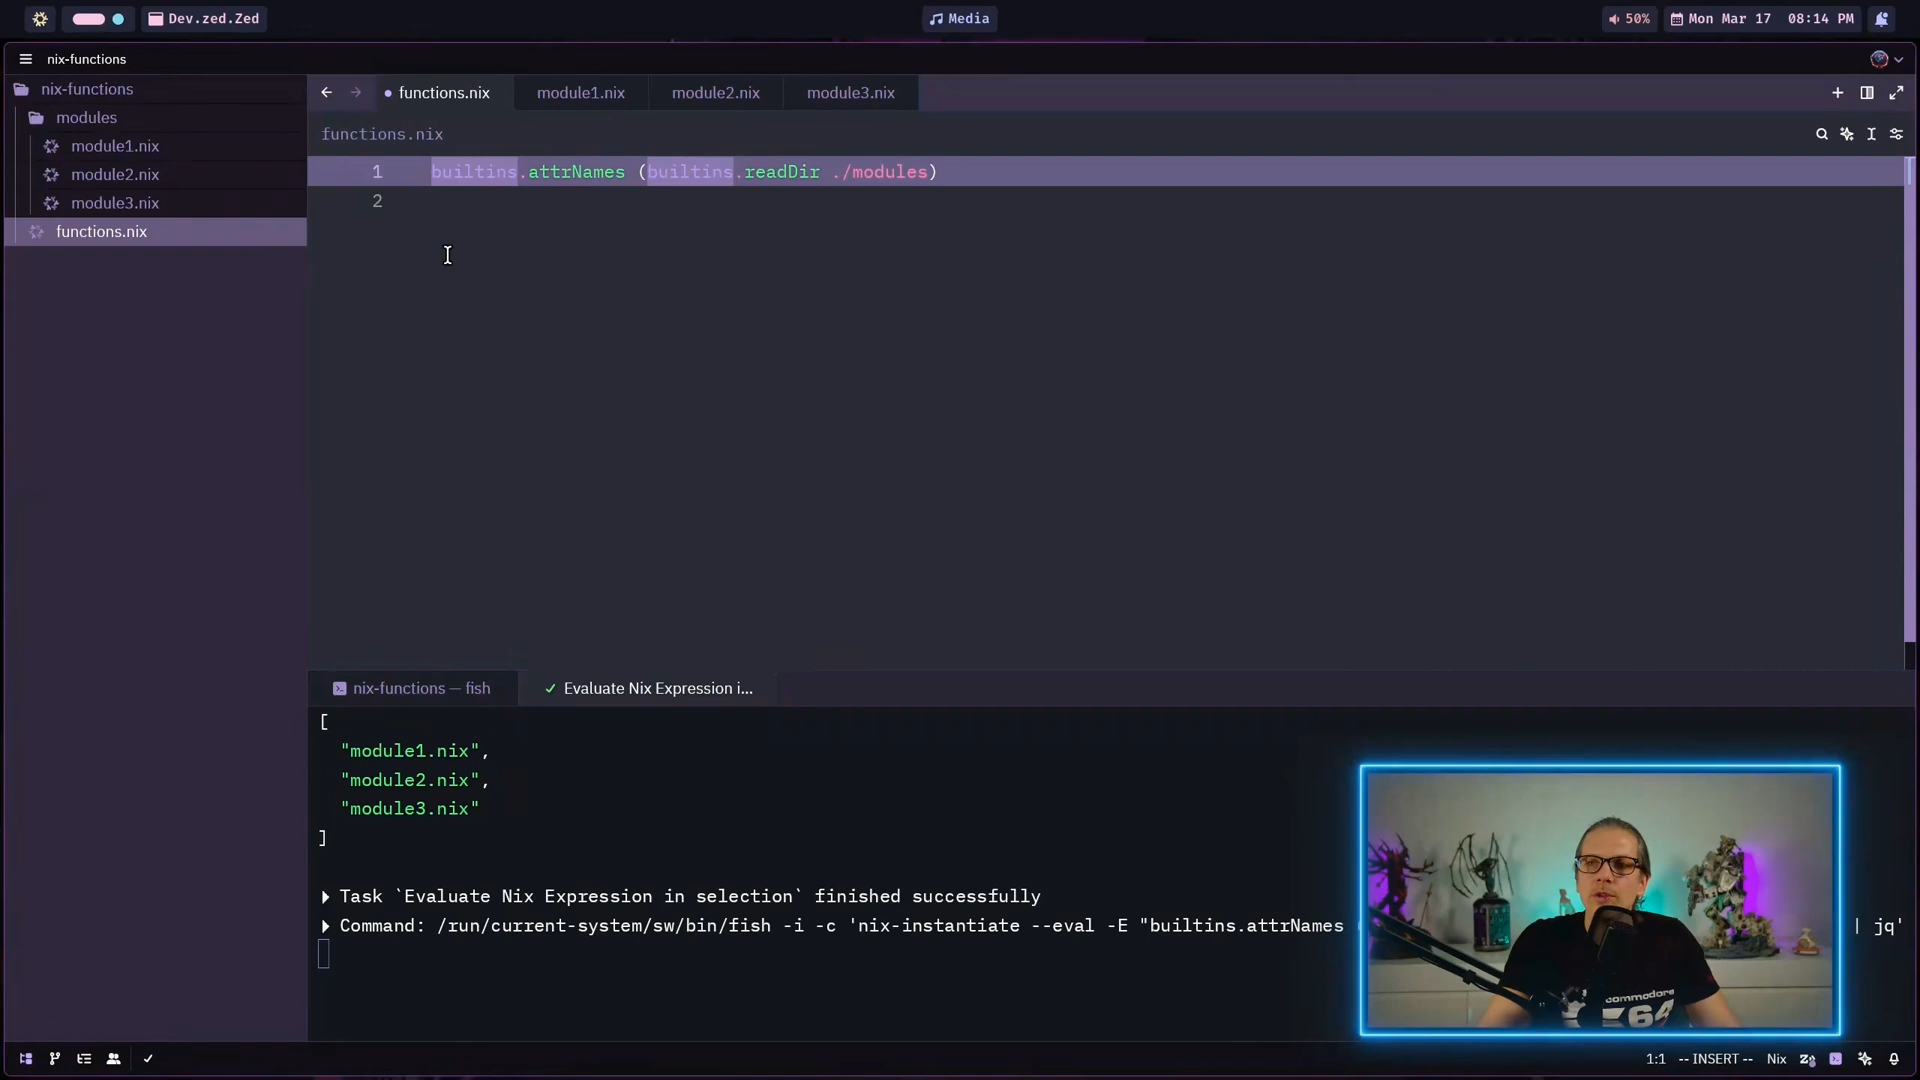 Dev.zed.Zed
Media
50%
Mon Mar 17 08:14 PM
nix-functions
nix-functions
modules
module1.nix
module2.nix
module3.nix
functions.nix
functions.nix
module1.nix
module2.nix
module3.nix
functions.nix
1 builtins.attrNames (builtins.readDir ./modules)
2
nix-functions — fish
Evaluate Nix Expression i...
[
"module1.nix",
"module2.nix",
"module3.nix"
]
Task `Evaluate Nix Expression in selection` finished successfully
Command: /run/current-system/sw/bin/fish -i -c 'nix-instantiate --eval -E "builtins.attrNames | jq'
commodore
64
1:1 -- INSERT -- Nix